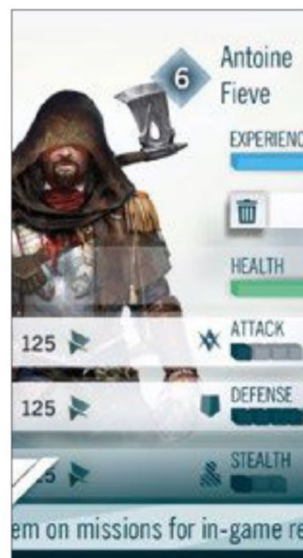 6
Antoine
Fieve
EXPERIENC
HEALTH
125 ATTACK
125 DEFENSE
STEALTH
em on missions for in-game re